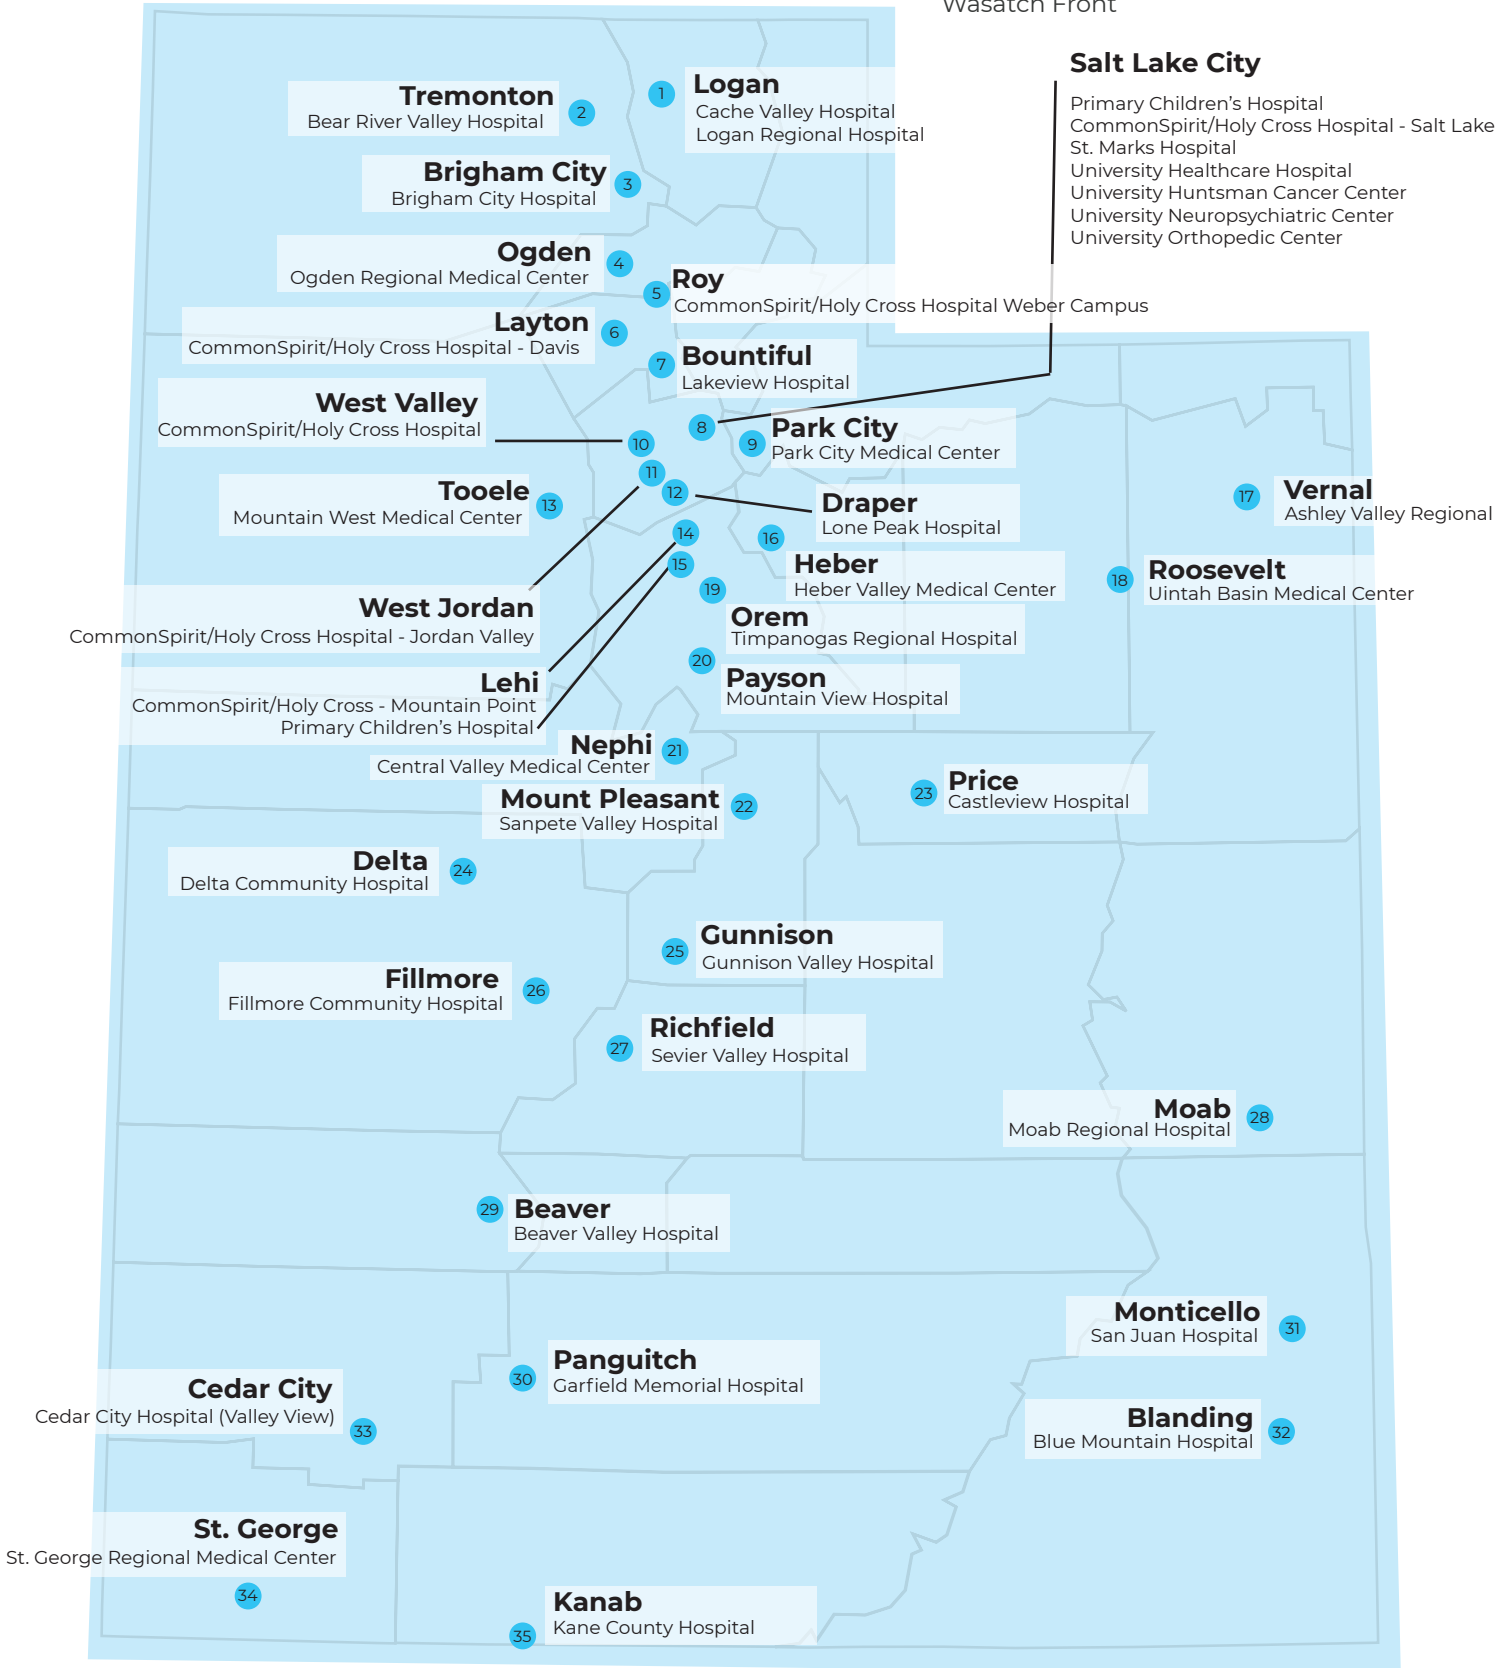 Wasatch Front
Salt Lake City
Primary Children's Hospital
CommonSpirit/Holy Cross Hospital - Salt Lake
St. Marks Hospital
University Healthcare Hospital
University Huntsman Cancer Center
University Neuropsychiatric Center
University Orthopedic Center
1
Logan
Cache Valley Hospital
Logan Regional Hospital
Tremonton
Bear River Valley Hospital
2
Brigham City
Brigham City Hospital
3
Ogden
Ogden Regional Medical Center
4
5
Roy
CommonSpirit/Holy Cross Hospital Weber Campus
Layton
CommonSpirit/Holy Cross Hospital - Davis
6
7
Bountiful
Lakeview Hospital
8
9
Park City
Park City Medical Center
West Valley
CommonSpirit/Holy Cross Hospital
10
11
12
Draper
Lone Peak Hospital
Tooele
Mountain West Medical Center
13
14
15
16
Heber
Heber Valley Medical Center
17
Vernal
Ashley Valley Regional
18
Roosevelt
Uintah Basin Medical Center
West Jordan
CommonSpirit/Holy Cross Hospital - Jordan Valley
19
Orem
Timpanogas Regional Hospital
Lehi
CommonSpirit/Holy Cross - Mountain Point
Primary Children's Hospital
20
Payson
Mountain View Hospital
Nephi
Central Valley Medical Center
21
Mount Pleasant
Sanpete Valley Hospital
22
23
Price
Castleview Hospital
Delta
Delta Community Hospital
24
25
Gunnison
Gunnison Valley Hospital
Fillmore
Fillmore Community Hospital
26
27
Richfield
Sevier Valley Hospital
Moab
Moab Regional Hospital
28
29
Beaver
Beaver Valley Hospital
30
Panguitch
Garfield Memorial Hospital
Monticello
San Juan Hospital
31
Blanding
Blue Mountain Hospital
32
Cedar City
Cedar City Hospital (Valley View)
33
St. George
St. George Regional Medical Center
34
35
Kanab
Kane County Hospital